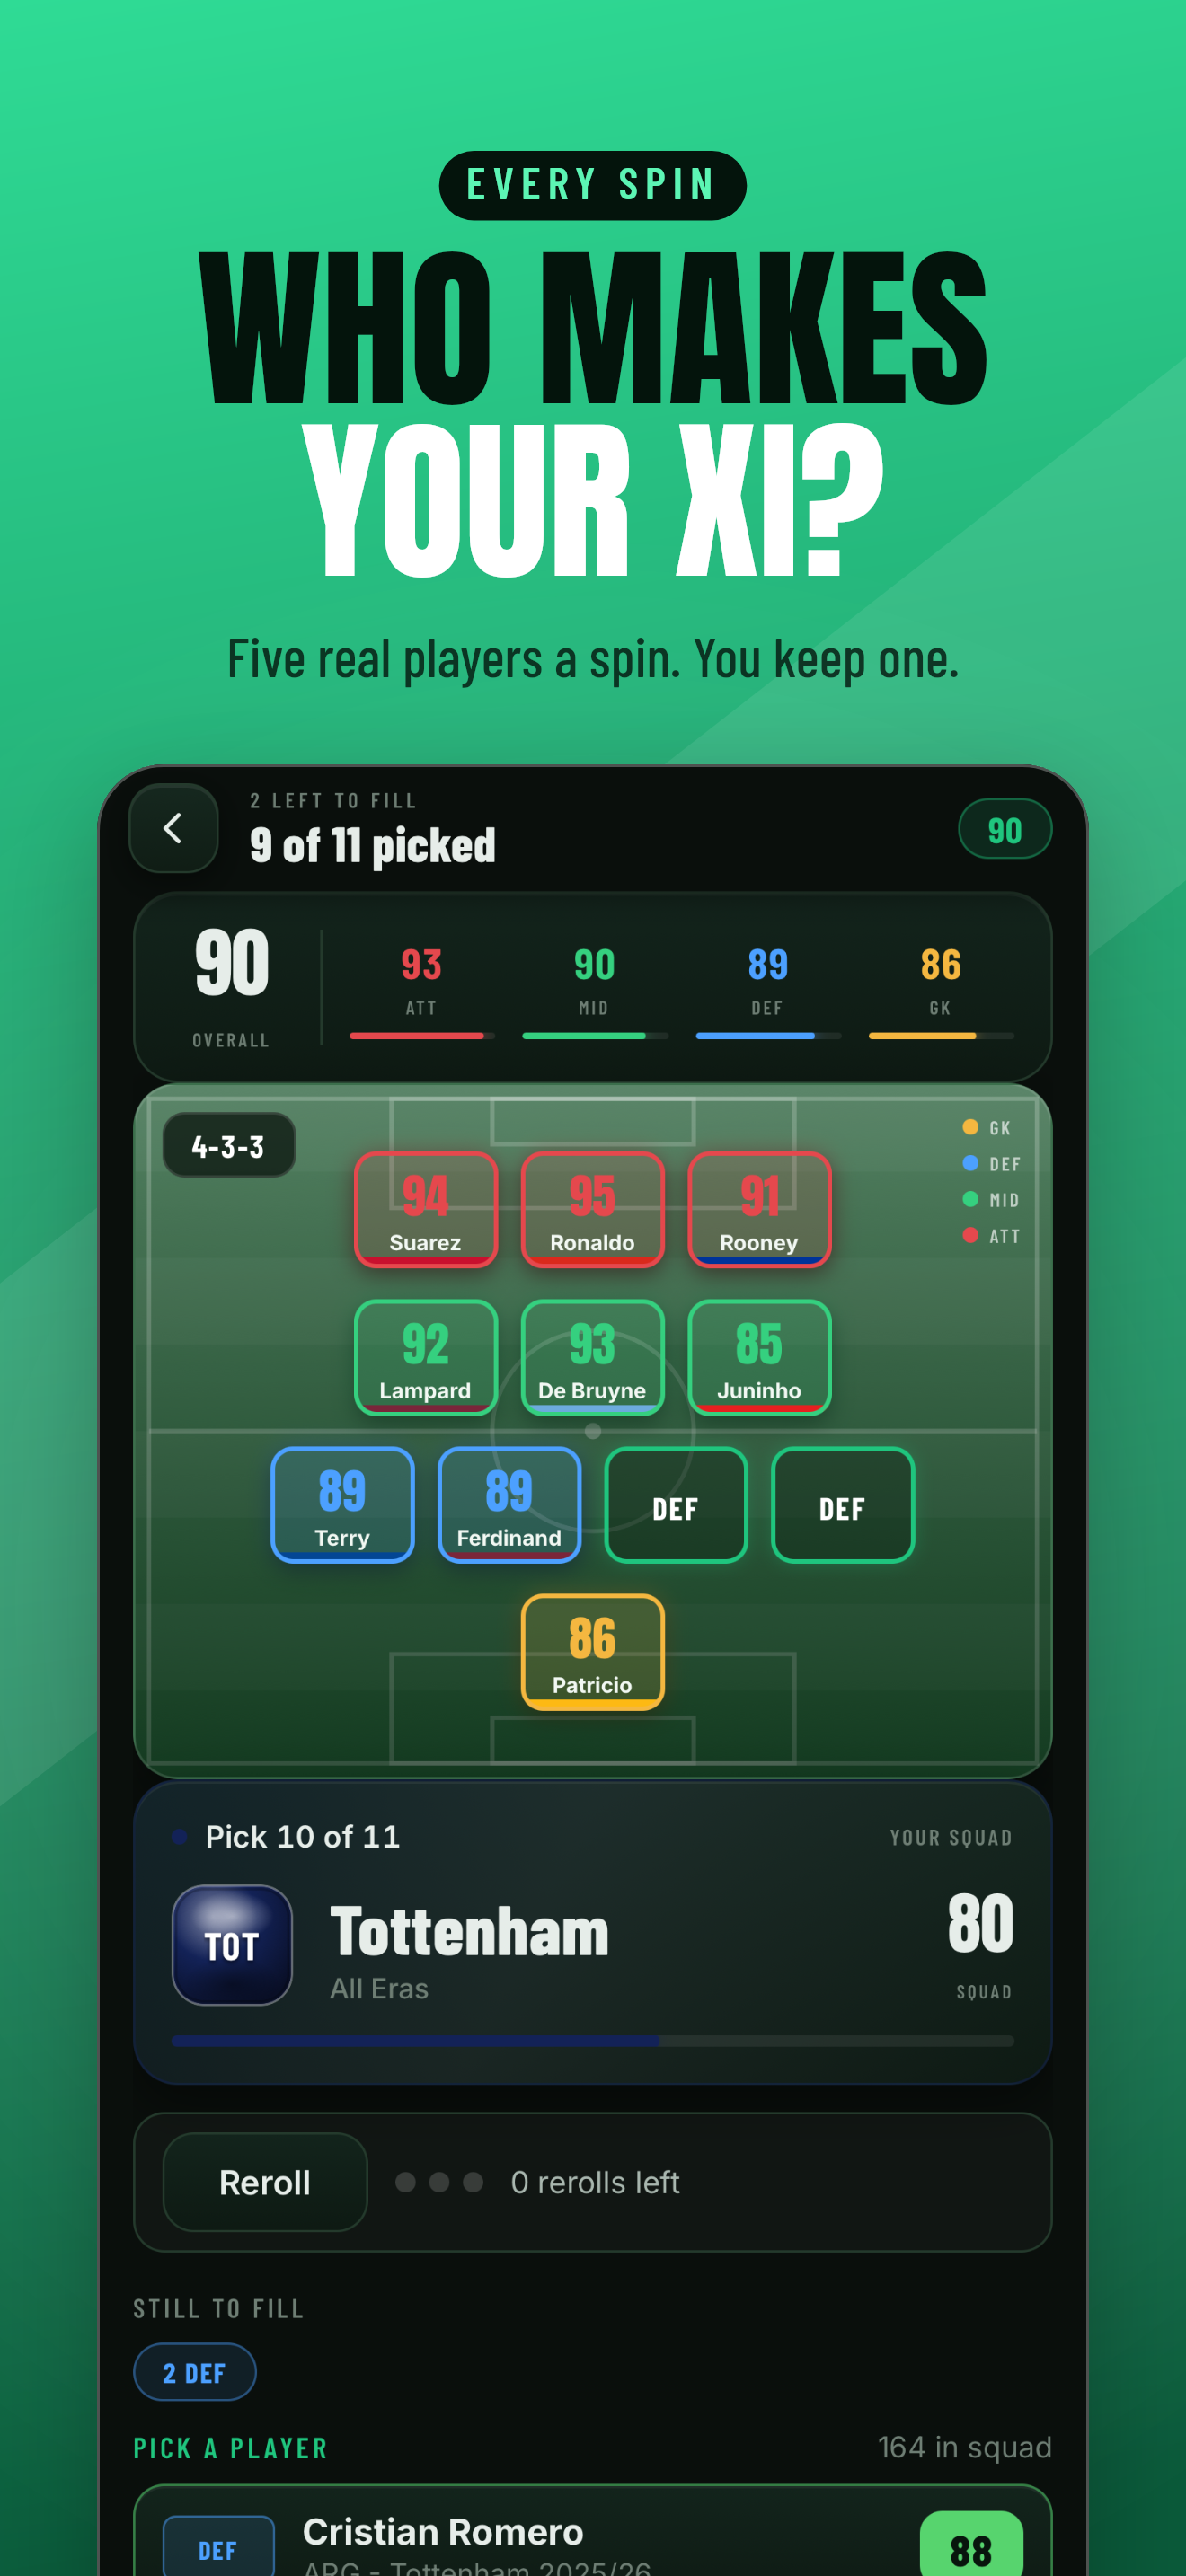 EVERY SPIN
WHO MAKES
YOUR XI?
Five real players a spin. You keep one.
2 LEFT TO FILL
9 of 11 picked
90
90
OVERALL
93
ATT
90
MID
89
DEF
86
GK
4-3-3
GK
DEF
MID
ATT
94
Suarez
95
Ronaldo
91
Rooney
92
Lampard
93
De Bruyne
85
Juninho
89
Terry
89
Ferdinand
DEF
DEF
86
Patricio
Pick 10 of 11
YOUR SQUAD
TOT
Tottenham
All Eras
80
SQUAD
Reroll
0 rerolls left
STILL TO FILL
2 DEF
PICK A PLAYER
164 in squad
DEF
Cristian Romero
ARG - Tottenham 2025/26
88